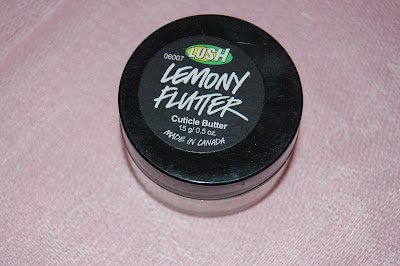 06007
LUSH
LEMONY
FLUTTER
Cuticle Butter
15 g/ 0.5 oz.
MADE IN CANADA